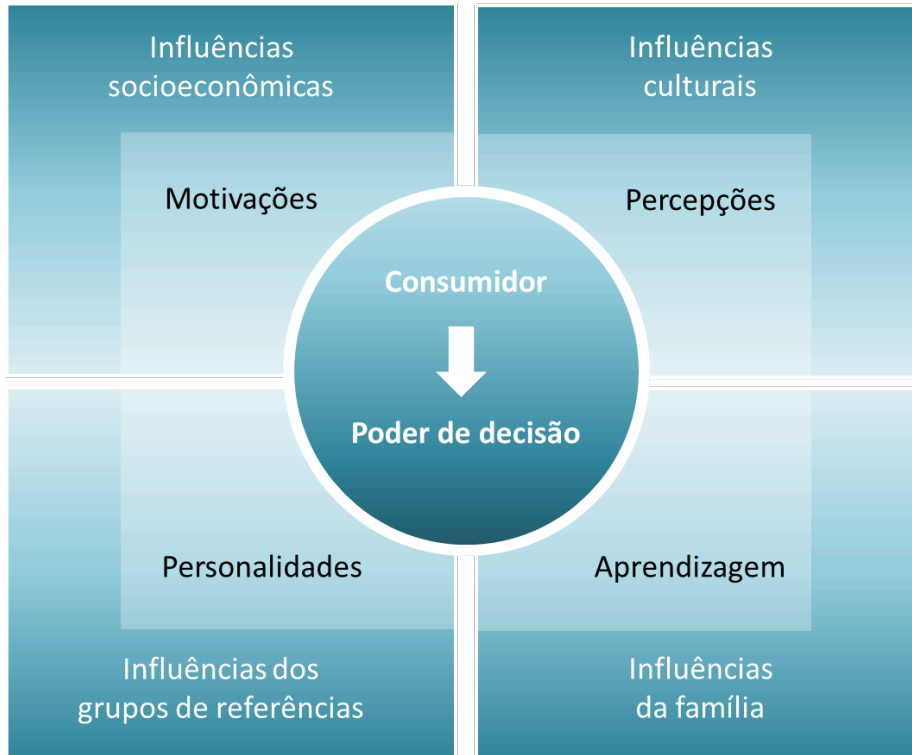 Influências
socioeconômicas
Influências
culturais
Motivações
Percepções
Consumidor
Poder de decisão
Personalidades
Aprendizagem
Influências dos
grupos de referências
Influências
da família